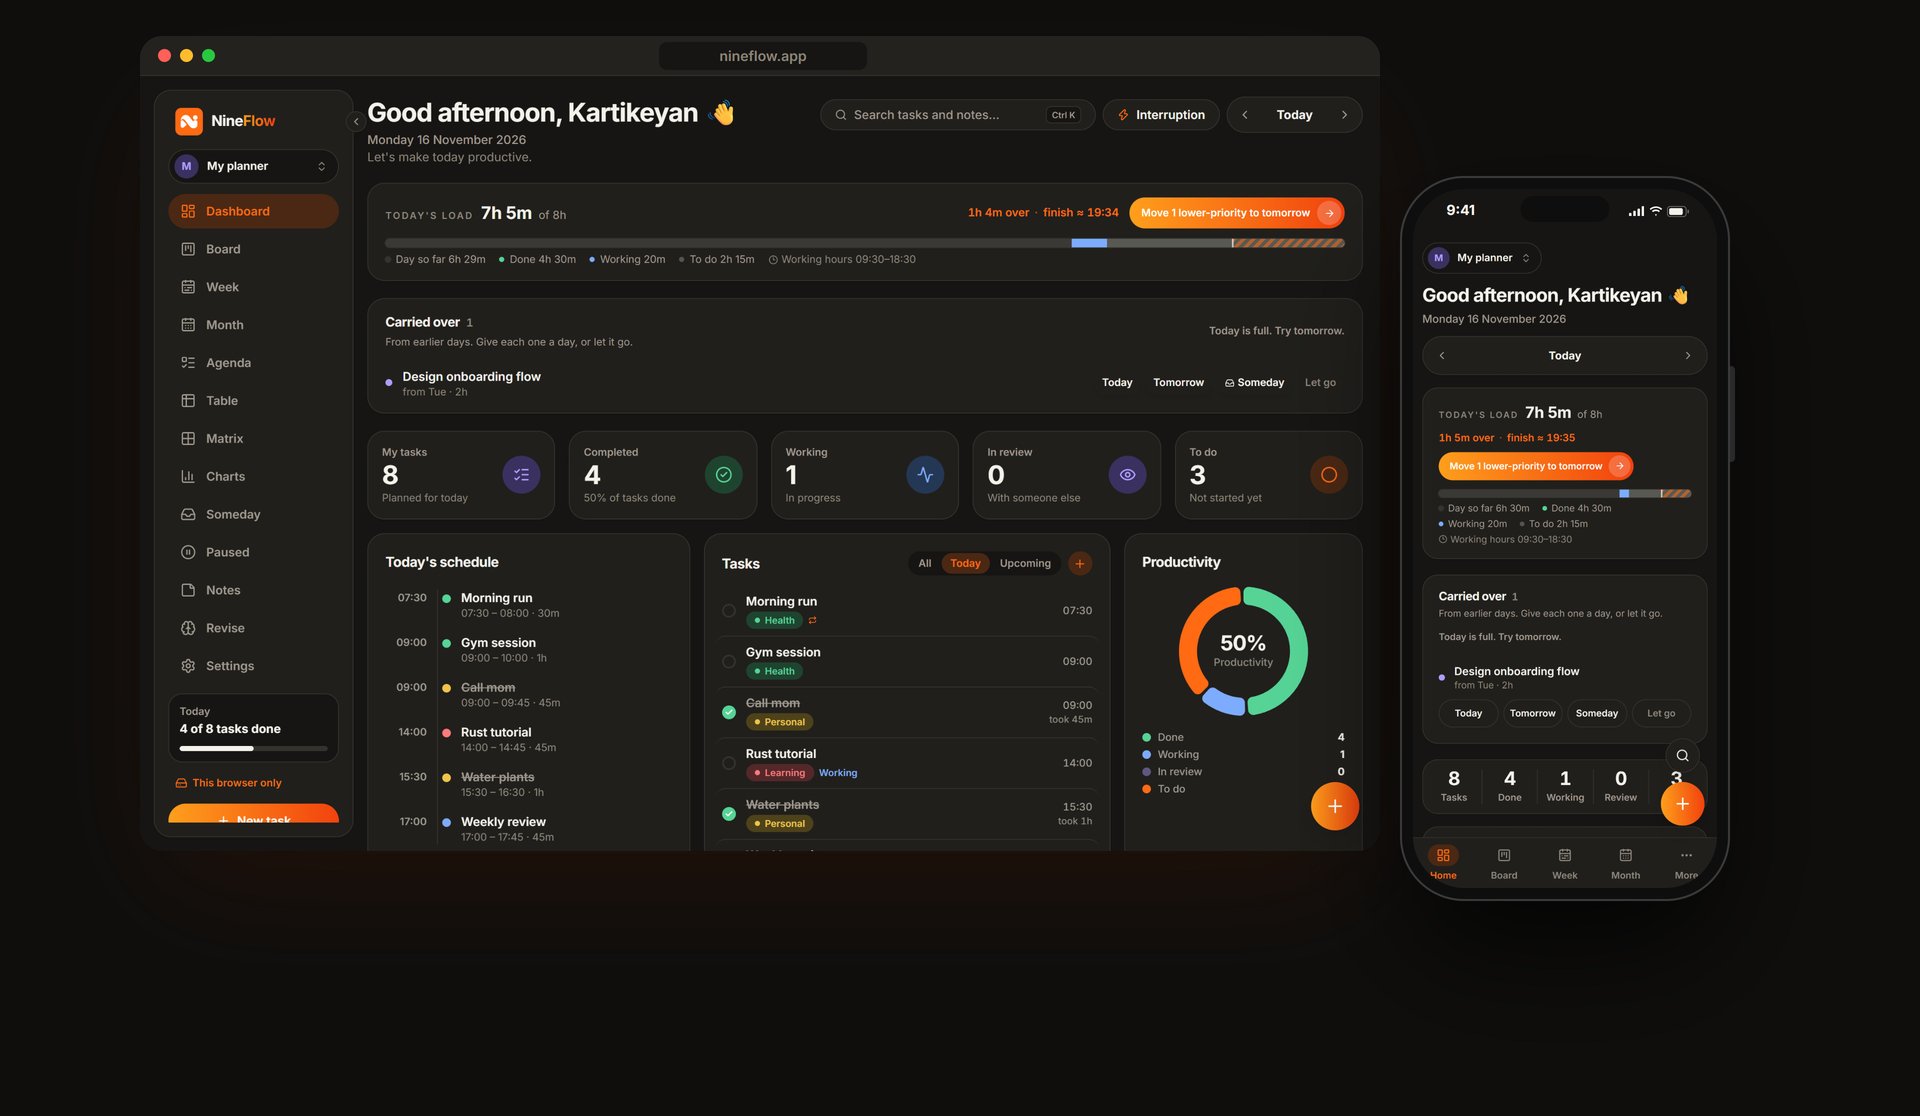 nineflow.app
NineFlow
M My planner
Dashboard
Board
Week
Month
Agenda
Table
Matrix
Charts
Someday
Paused
Notes
Revise
Settings
Today
4 of 8 tasks done
This browser only
+ New task
Good afternoon, Kartikeyan 👋
Monday 16 November 2026
Let's make today productive.
Search tasks and notes... Ctrl K
Interruption
Today
TODAY'S LOAD 7h 5m of 8h
1h 4m over · finish ≈ 19:34
Move 1 lower-priority to tomorrow
Day so far 6h 29m Done 4h 30m Working 20m To do 2h 15m Working hours 09:30–18:30
Carried over 1
From earlier days. Give each one a day, or let it go.
Today is full. Try tomorrow.
Design onboarding flow
from Tue · 2h
Today Tomorrow Someday Let go
My tasks
8
Planned for today
Completed
4
50% of tasks done
Working
1
In progress
In review
0
With someone else
To do
3
Not started yet
Today's schedule
07:30 Morning run
07:30 – 08:00 · 30m
09:00 Gym session
09:00 – 10:00 · 1h
09:00 Call mom
09:00 – 09:45 · 45m
14:00 Rust tutorial
14:00 – 14:45 · 45m
15:30 Water plants
15:30 – 16:30 · 1h
17:00 Weekly review
17:00 – 17:45 · 45m
Tasks
All Today Upcoming
Morning run
Health
07:30
Gym session
Health
09:00
Call mom
Personal
09:00
took 45m
Rust tutorial
Learning Working
14:00
Water plants
Personal
15:30
took 1h
Productivity
50%
Productivity
Done 4
Working 1
In review 0
To do
9:41
M My planner
Good afternoon, Kartikeyan 👋
Monday 16 November 2026
Today
TODAY'S LOAD 7h 5m of 8h
1h 5m over · finish ≈ 19:35
Move 1 lower-priority to tomorrow
Day so far 6h 30m Done 4h 30m
Working 20m To do 2h 15m
Working hours 09:30–18:30
Carried over 1
From earlier days. Give each one a day, or let it go.
Today is full. Try tomorrow.
Design onboarding flow
from Tue · 2h
Today Tomorrow Someday Let go
8 4 1 0 3
Tasks Done Working Review
Home Board Week Month More